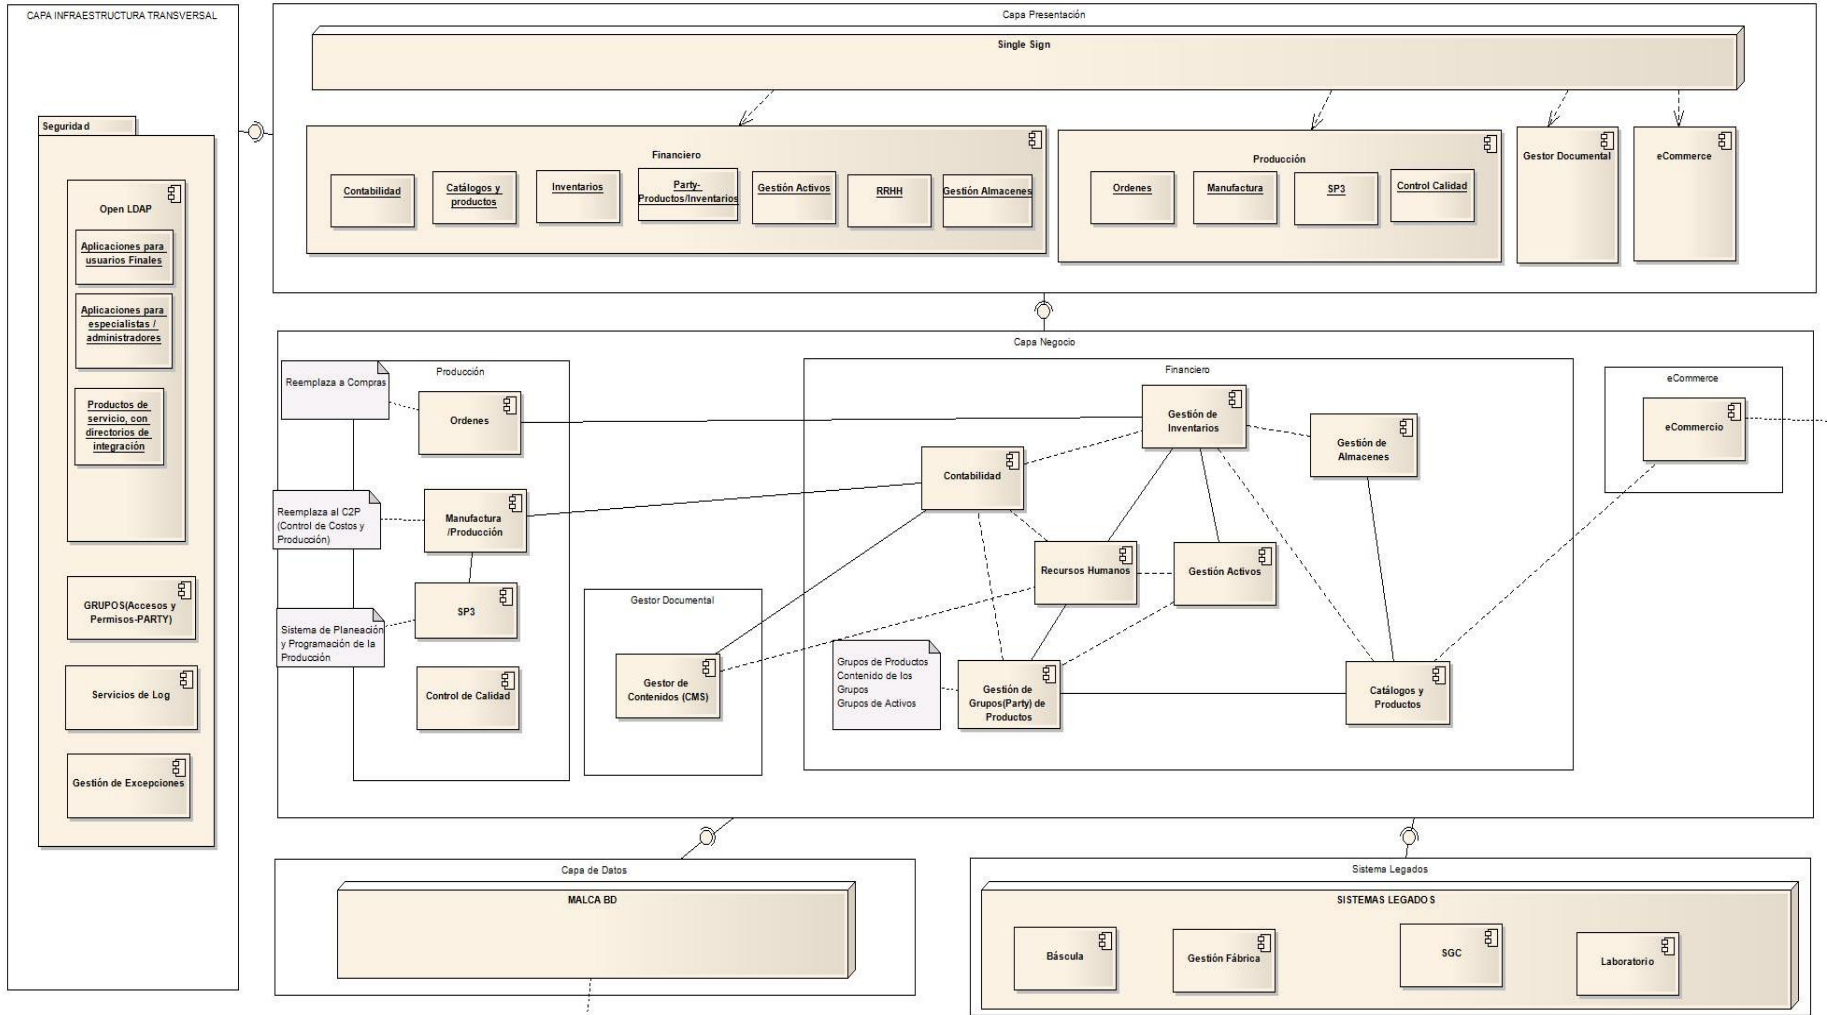 CAPA INFRAESTRUCTURA TRANSVERSAL
Seguridad
Open LDAP
Aplicaciones para
usuarios Finales
Aplicaciones para
especialistas /
administradores
Productos de
servicio, con
directorios de
integración
GRUPOS(Accesos y
Permisos-PARTY)
Servicios de Log
Gestión de Excepciones
Capa Presentación
Single Sign
Financiero
Contabilidad
Catálogos y
productos
Inventarios
Party-
Productos/Inventarios
Gestión Activos
RRHH
Gestión Almacenes
Producción
Ordenes
Manufactura
SP3
Control Calidad
Gestor Documental
eCommerce
Capa Negocio
Producción
Reemplaza a Compras
Ordenes
Reemplaza al C2P
(Control de Costos y
Producción)
Manufactura
/Producción
Sistema de Planeación
y Programación de la
Producción
SP3
Control de Calidad
Gestor Documental
Gestor de
Contenidos (CMS)
Financiero
Gestión de
Inventarios
Gestión de
Almacenes
Contabilidad
Recursos Humanos
Gestión Activos
Grupos de Productos
Contenido de los
Grupos
Grupos de Activos
Gestión de
Grupos(Party) de
Productos
Catálogos y
Productos
eCommerce
eCommercio
Capa de Datos
MALCA BD
Sistema Legados
SISTEMAS LEGADOS
Báscula
Gestión Fábrica
SGC
Laboratorio